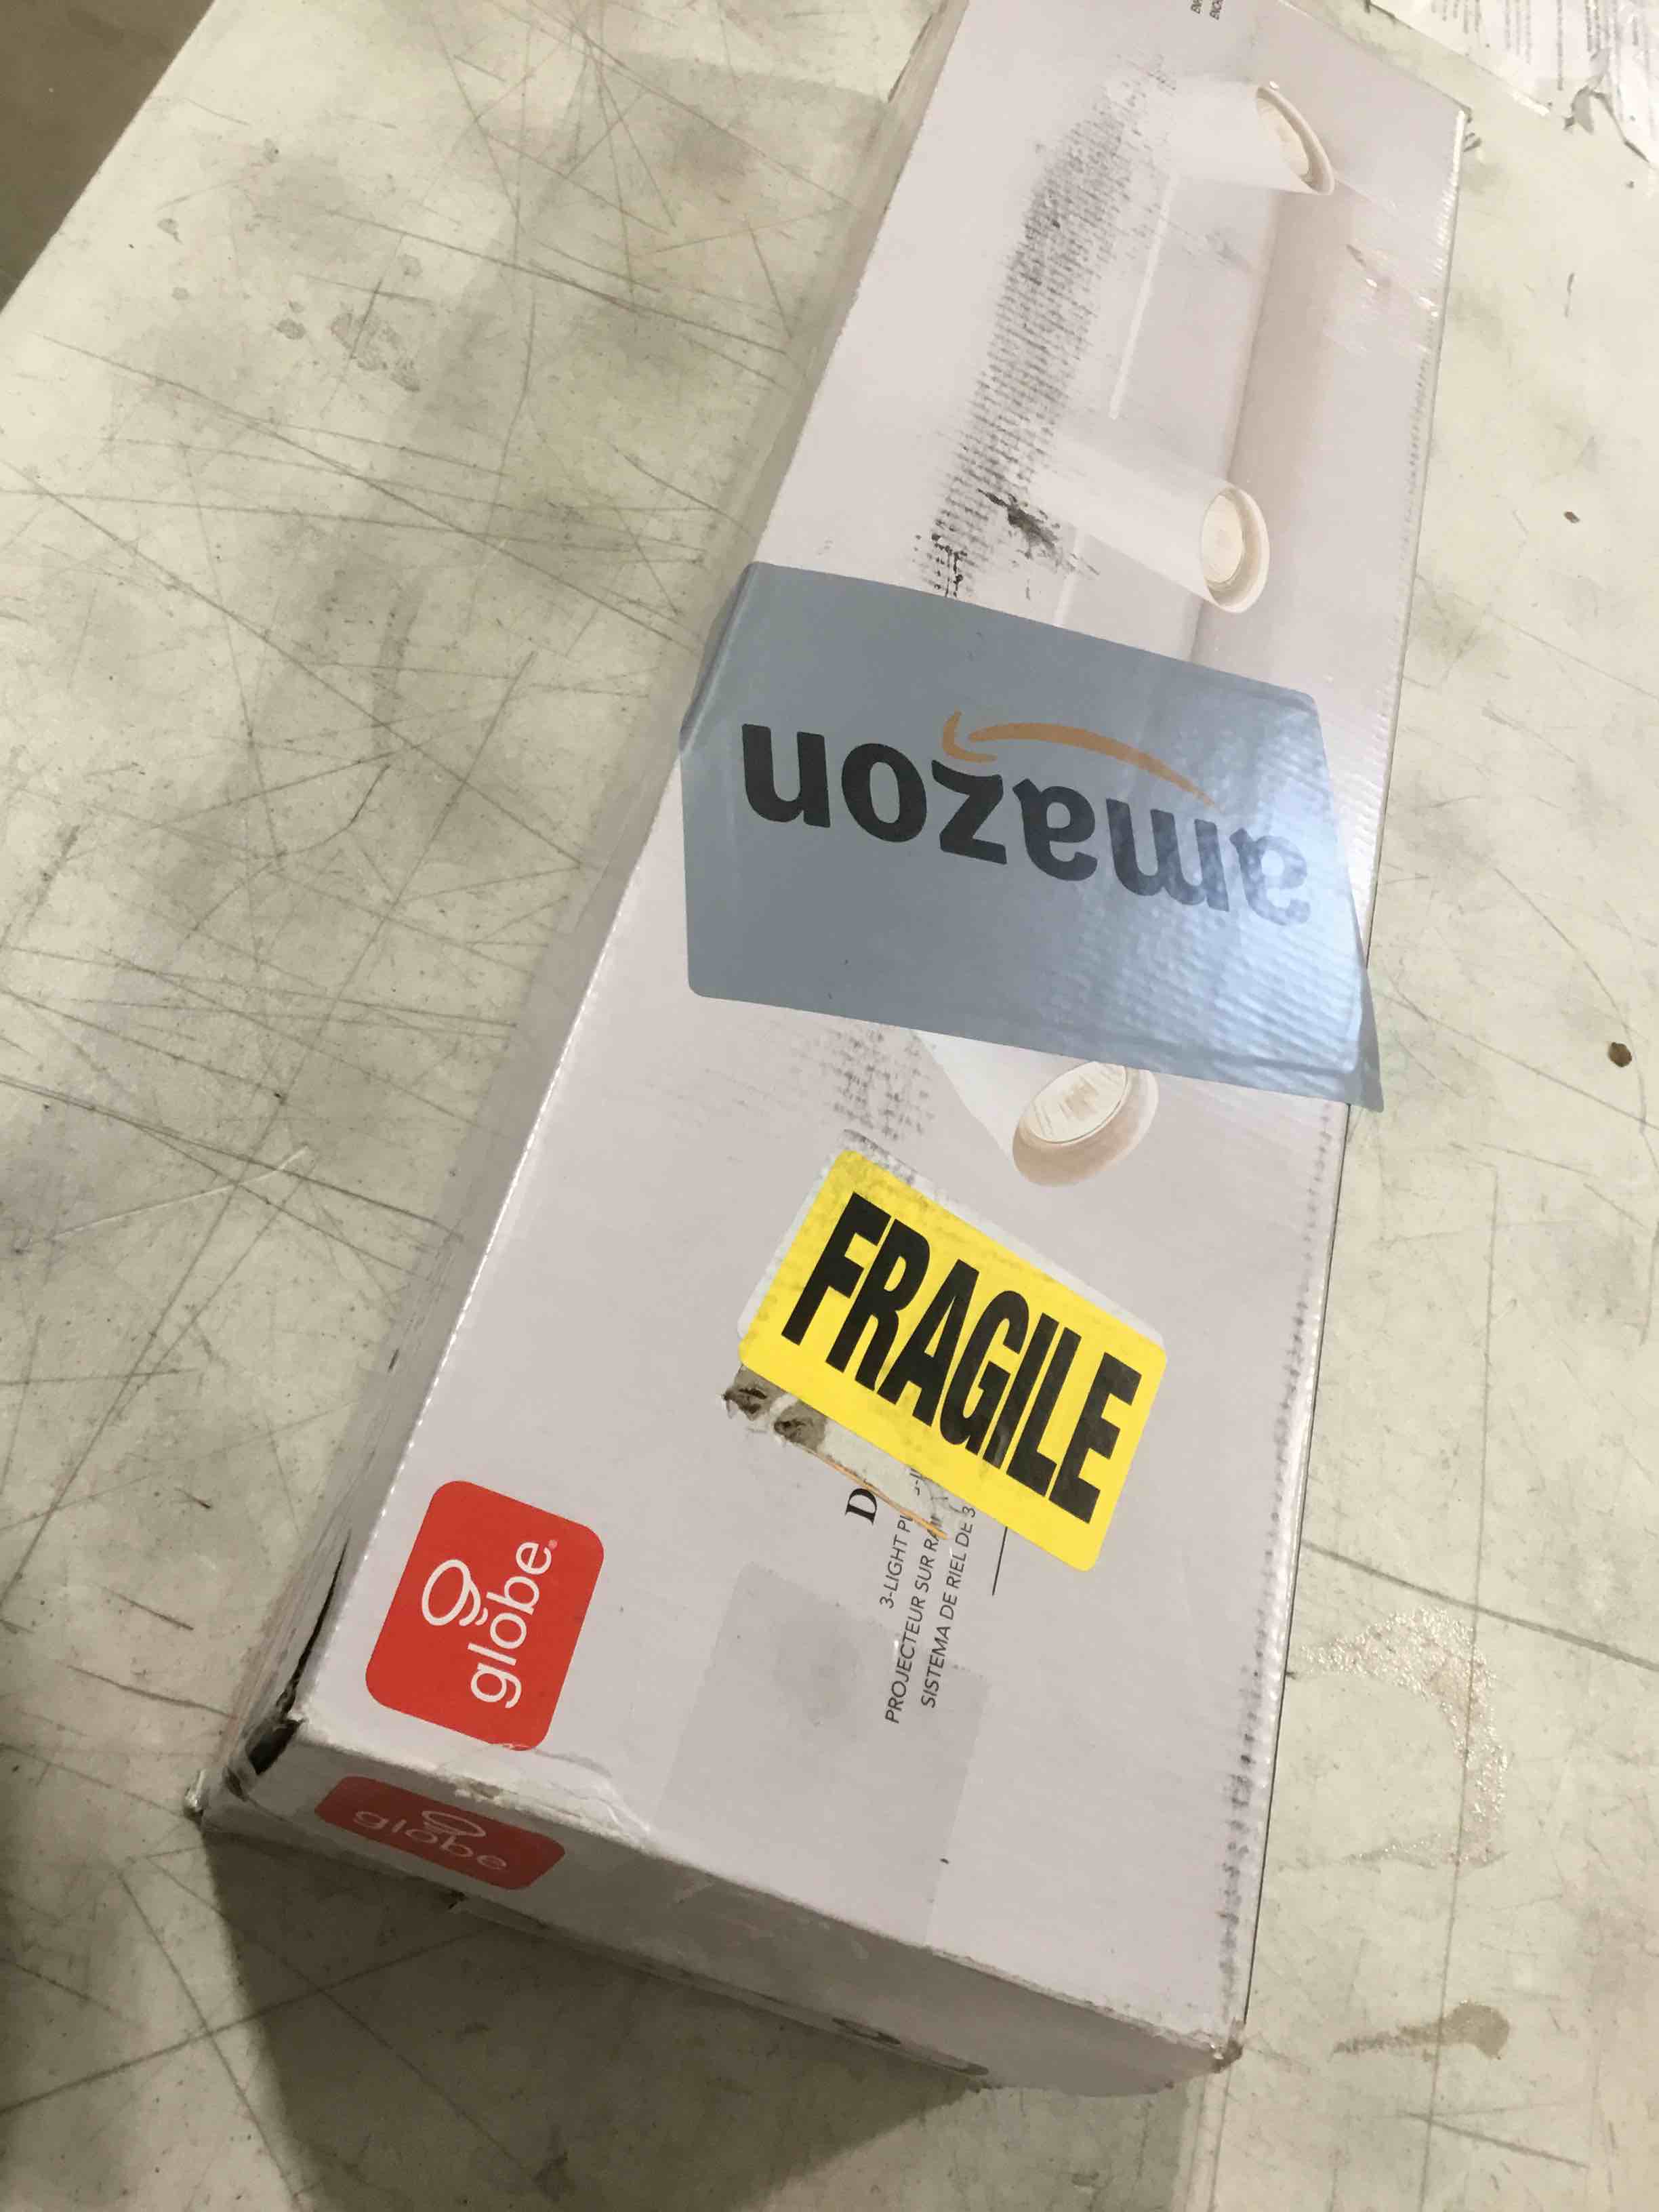 amazon
FRAGILE
D
3-LIGHT
PROJECTEUR SUR
SISTEMA DE RIEL DE 3
globe
globe